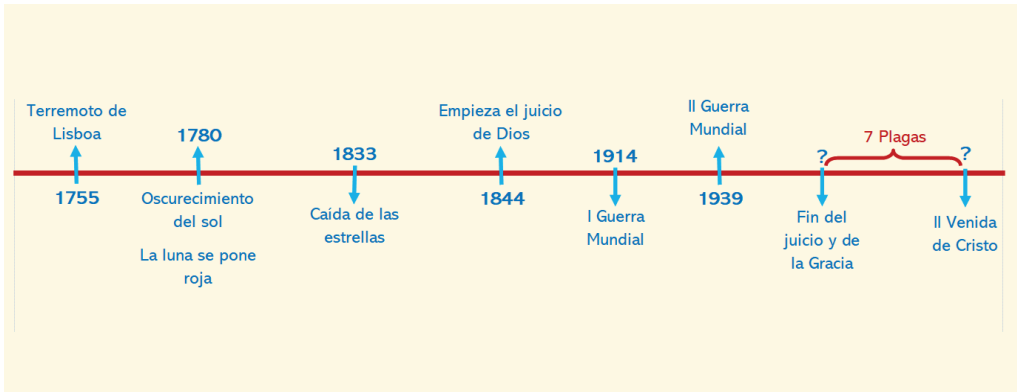 Terremoto de
Lisboa
1755
1780
Oscurecimiento
del sol
La luna se pone
roja
1833
Caída de las
estrellas
Empieza el juicio
de Dios
1844
1914
I Guerra
Mundial
II Guerra
Mundial
1939
?
Fin del
juicio y de
la Gracia
7 Plagas
?
II Venida
de Cristo